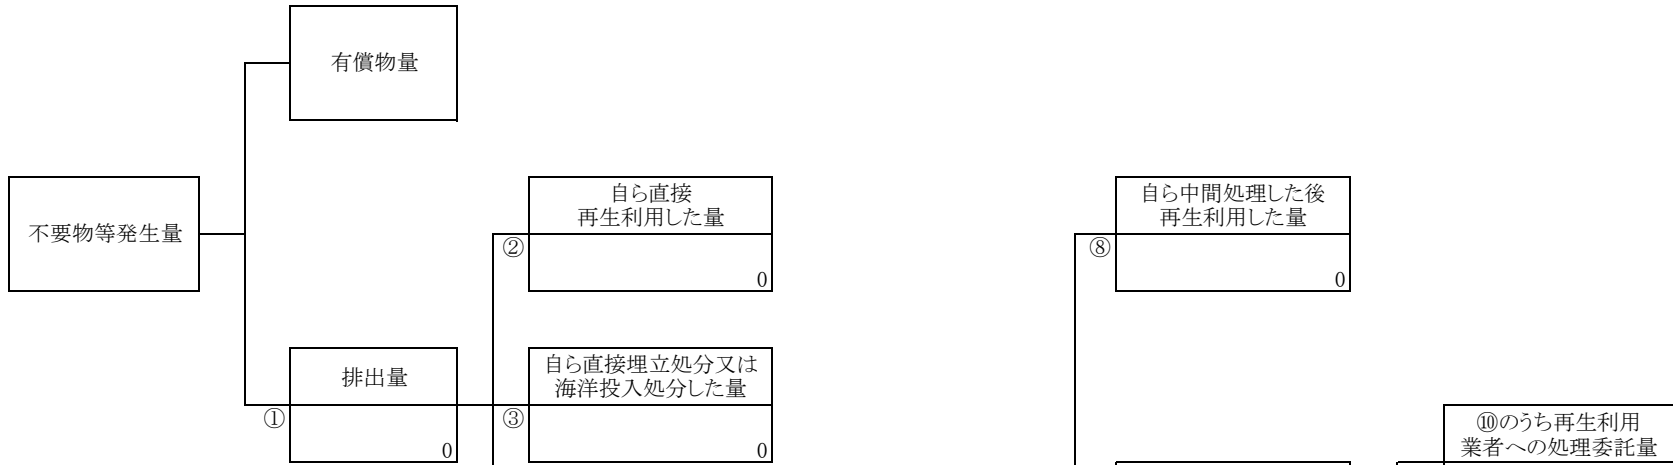 有償物量
不要物等発生量
自ら直接
再生利用した量
②
0
自ら中間処理した後
再生利用した量
⑧
0
排出量
①
0
自ら直接埋立処分又は
海洋投入処分した量
③
0
⑩のうち再生利用
業者への処理委託量